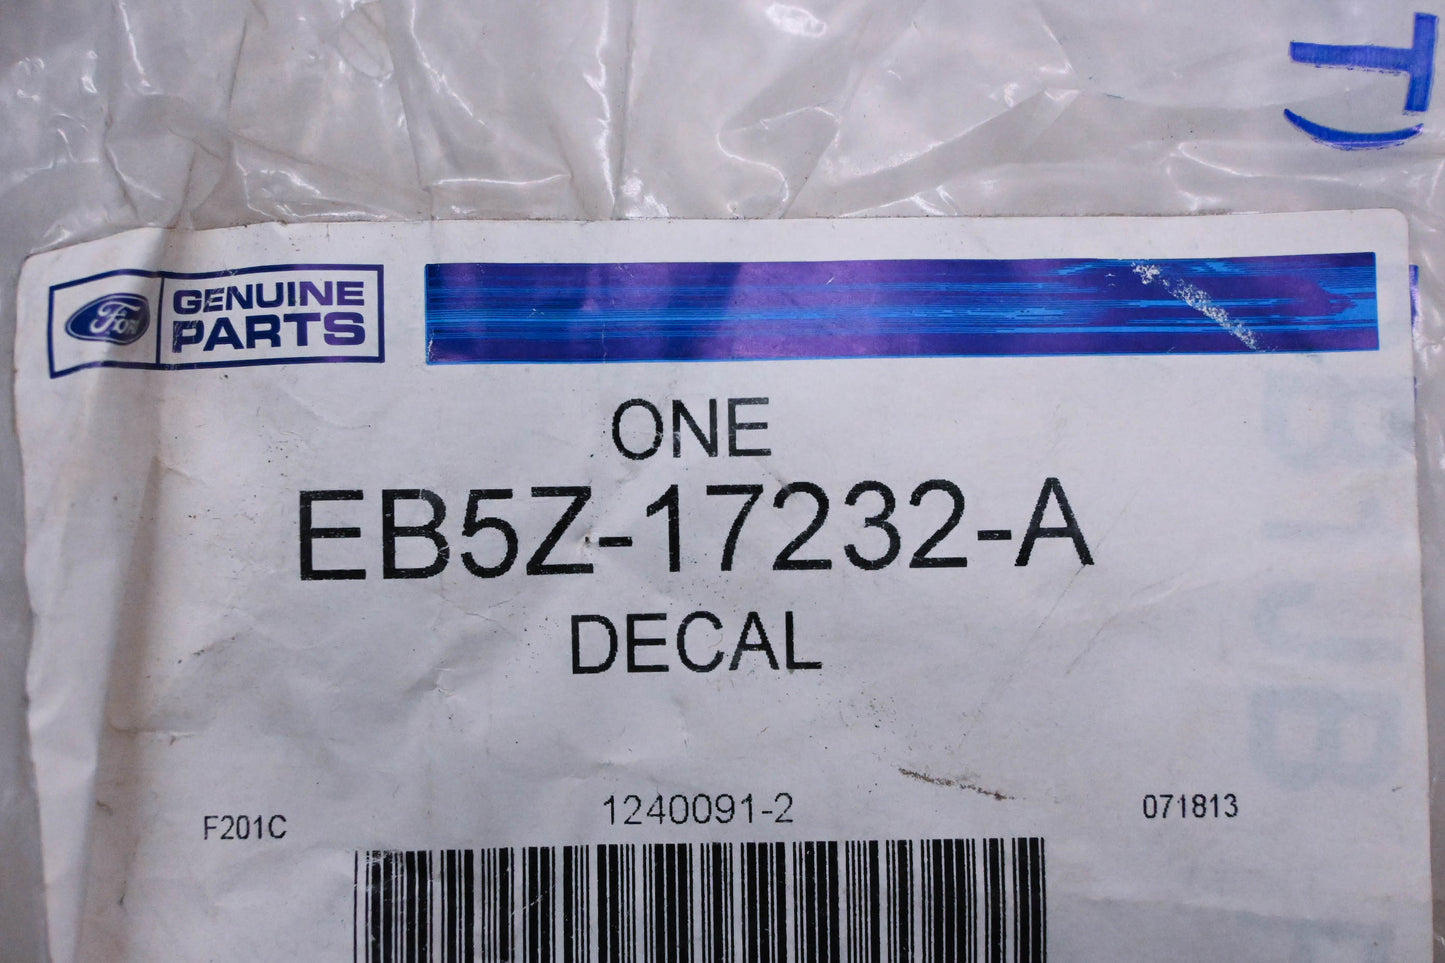 T)
Ford GENUINE
PARTS
ONE
EB5Z-17232-A
DECAL
F201C 1240091-2 071813